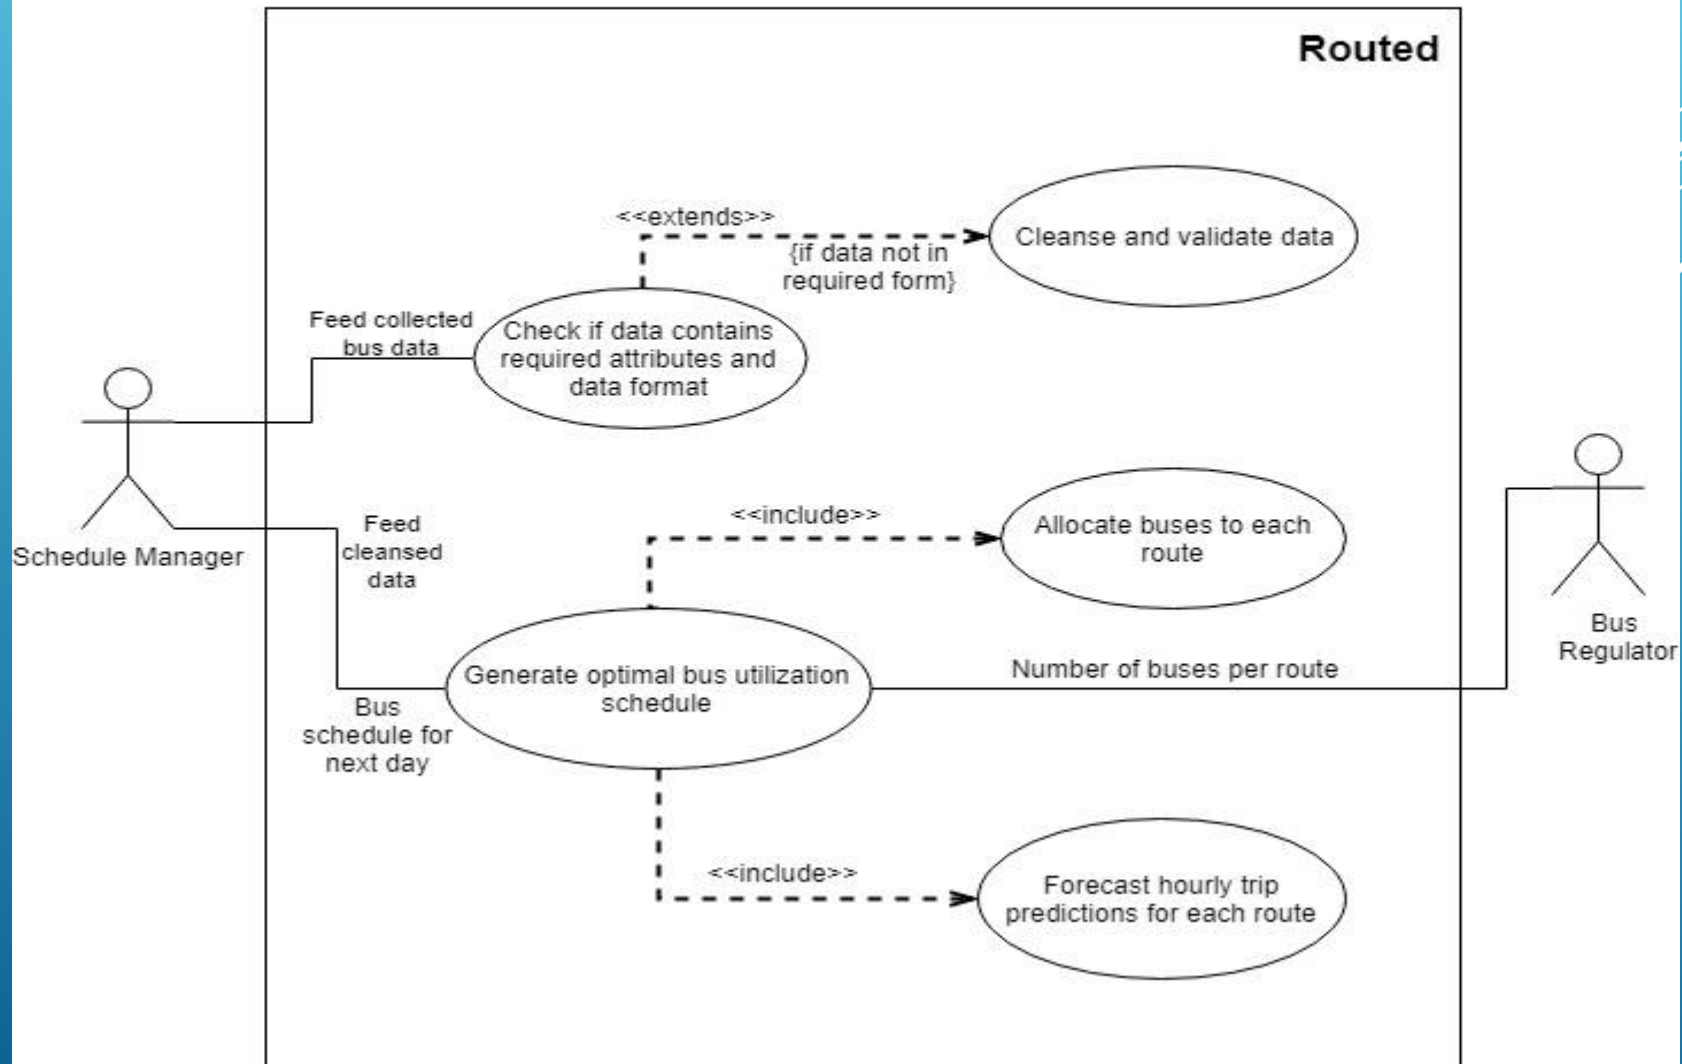 Routed
<<extends>>
Cleanse and validate data
{if data not in
required form}
Feed collected
bus data
Check if data contains
required attributes and
data format
Schedule Manager
Feed
cleansed
data
<<include>>
Allocate buses to each
route
Bus
Regulator
Generate optimal bus utilization
schedule
Number of buses per route
Bus
schedule for
next day
<<include>>
Forecast hourly trip
predictions for each route